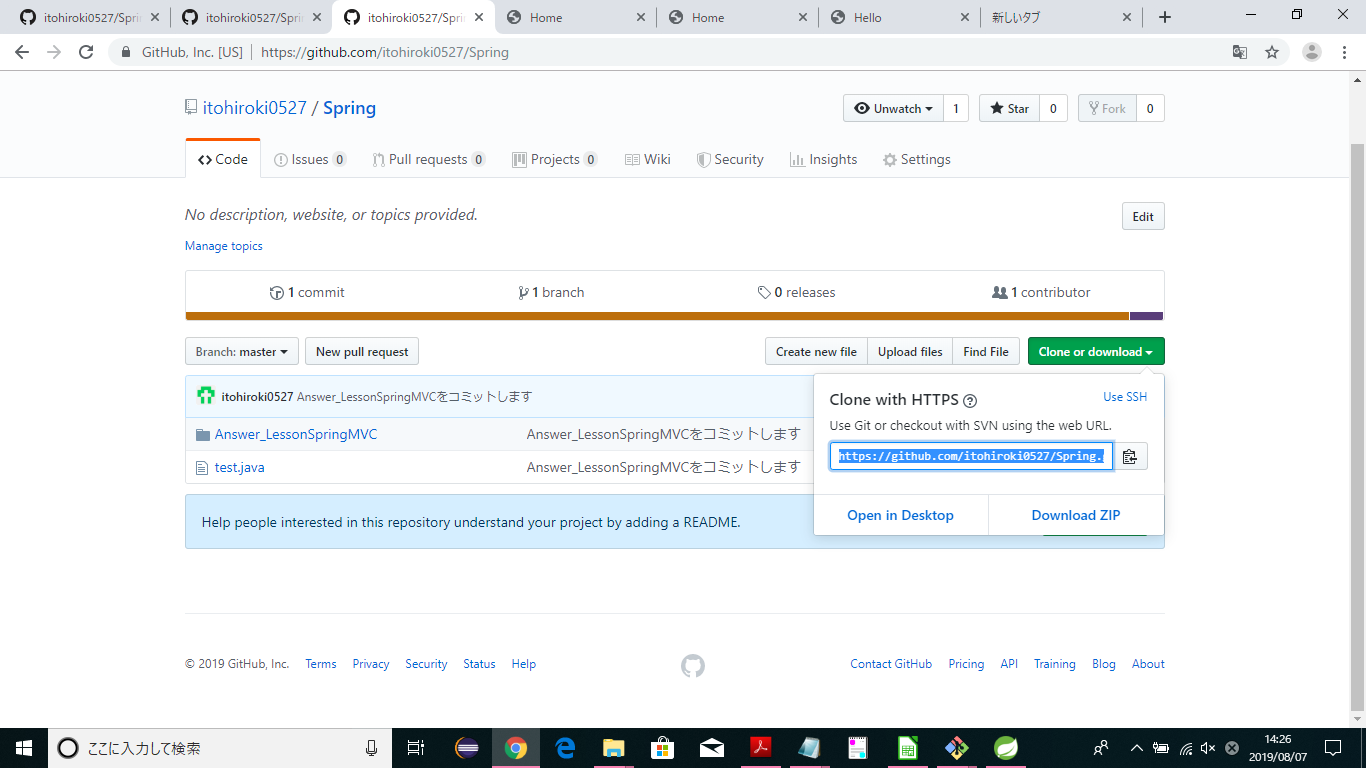 itohiroki0527/Spri
itohiroki0527/Spri
itohiroki0527/Spri
Home
Home
Hello
新しいタブ
GitHub, Inc. [US]
https://github.com/itohiroki0527/Spring
itohiroki0527 / Spring
Unwatch 1
Star 0
Fork 0
Code
Issues 0
Pull requests 0
Projects 0
Wiki
Security
Insights
Settings
No description, website, or topics provided.
Edit
Manage topics
1 commit
1 branch
0 releases
1 contributor
Branch: master
New pull request
Create new file
Upload files
Find File
Clone or download
itohiroki0527 Answer_LessonSpringMVCをコミットします
Answer_LessonSpringMVC
Answer_LessonSpringMVCをコミットします
test.java
Answer_LessonSpringMVCをコミットします
Clone with HTTPS
Use SSH
Use Git or checkout with SVN using the web URL.
https://github.com/itohiroki0527/Spring.
Open in Desktop
Download ZIP
Help people interested in this repository understand your project by adding a README.
© 2019 GitHub, Inc.
Terms
Privacy
Security
Status
Help
Contact GitHub
Pricing
API
Training
Blog
About
ここに入力して検索
14:26
2019/08/07